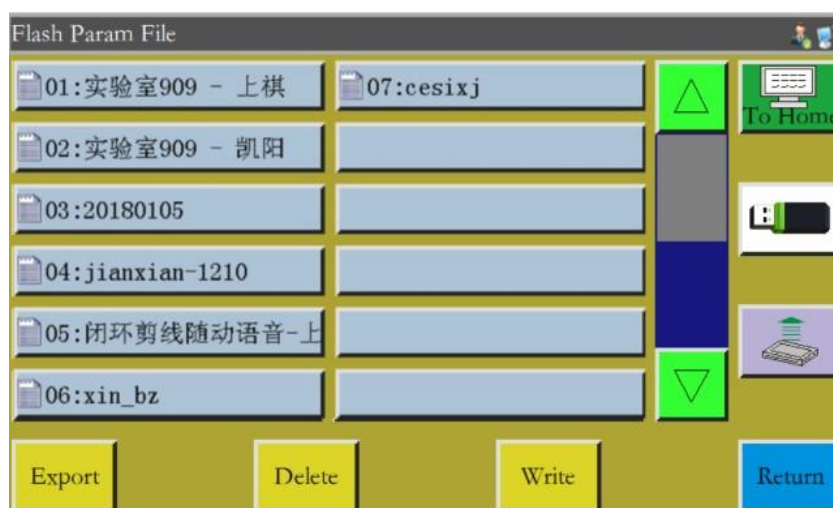 Flash Param File
01:实验室909 - 上祺
07:cesixj
02:实验室909 - 凯阳
03:20180105
04:jianxian-1210
05:闭环剪线随动语音-上
06:xin_bz
To Home
Export
Delete
Write
Return